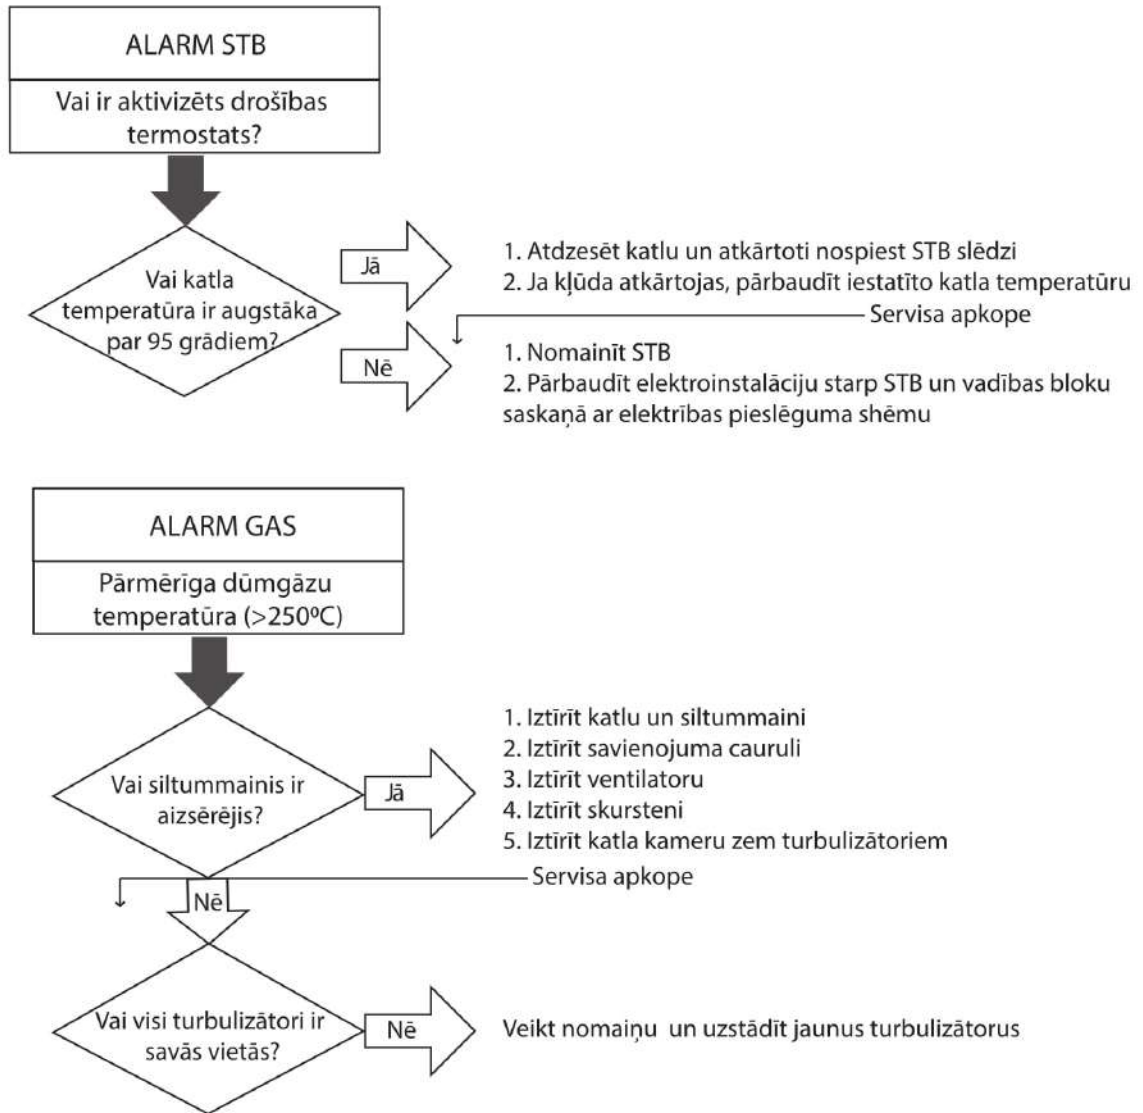 ALARM STB
Vai ir aktivizēts drošības
termostats?
Vai katla
temperatūra ir augstāka
par 95 grādiem?
Jā
1. Atdzesēt katlu un atkārtoti nospiest STB slēdzi
2. Ja kļūda atkārtojas, pārbaudīt iestatīto katla temperatūru
Servisa apkope
Nē
1. Nomainīt STB
2. Pārbaudīt elektroinstalāciju starp STB un vadības bloku
saskaņā ar elektrības pieslēguma shēmu
ALARM GAS
Pārmērīga dūmgāzu
temperatūra (>250ºC)
Vai siltummainis ir
aizsērējis?
Jā
1. Iztīrīt katlu un siltummaini
2. Iztīrīt savienojuma cauruli
3. Iztīrīt ventilatoru
4. Iztīrīt skursteni
5. Iztīrīt katla kameru zem turbulizātoriem
Servisa apkope
Nē
Vai visi turbulizātori ir
savās vietās?
Nē
Veikt nomaiņu un uzstādīt jaunus turbulizātorus